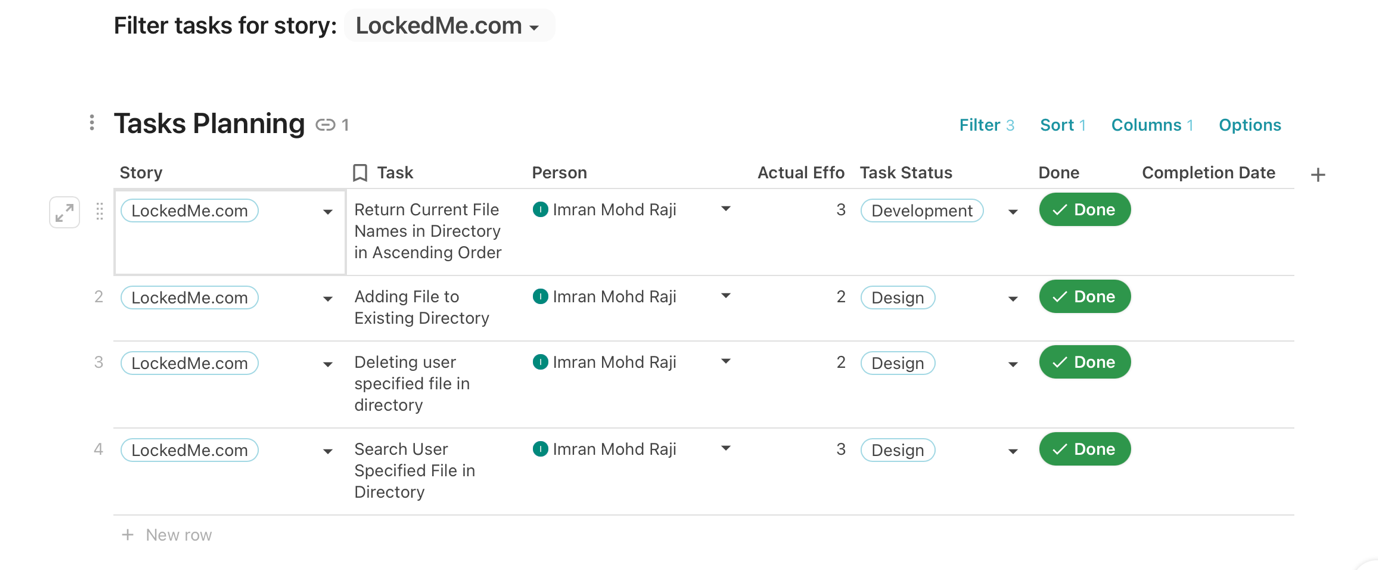 Filter tasks for story: LockedMe.com
Tasks Planning 1
Filter 3 Sort 1 Columns 1 Options
Story Task Person Actual Effo Task Status Done Completion Date
LockedMe.com Return Current File I Imran Mohd Raji 3 Development Done
Names in Directory
in Ascending Order
2 LockedMe.com Adding File to I Imran Mohd Raji 2 Design Done
Existing Directory
3 LockedMe.com Deleting user I Imran Mohd Raji 2 Design Done
specified file in
directory
4 LockedMe.com Search User I Imran Mohd Raji 3 Design Done
Specified File in
Directory
+ New row